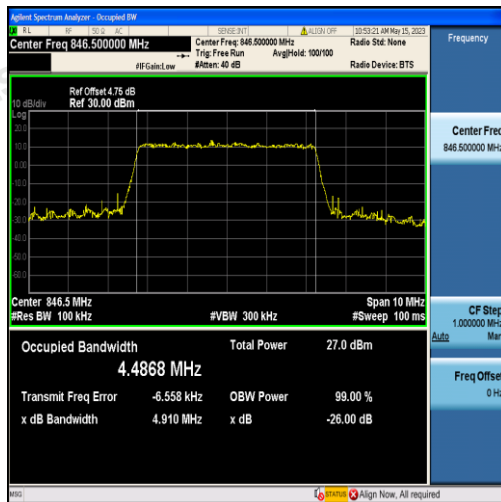 Agilent Spectrum Analyzer - Occupied BW
RL RF 50 Ω AC SENSE:INT ALIGN OFF 10:53:21 AM May 15, 2023
Center Freq 846.500000 MHz
Center Freq: 846.500000 MHz
Radio Std: None
Trig: Free Run
Avg|Hold: 100/100
#IFGain:Low
#Atten: 40 dB
Radio Device: BTS
Frequency
Ref Offset 4.75 dB
10 dB/div
Ref 30.00 dBm
Log
20.0
10.0
0.00
-10.0
-20.0
-30.0
-40.0
-50.0
-60.0
Center Freq
846.500000 MHz
Center 846.5 MHz
Span 10 MHz
#Res BW 100 kHz
#VBW 300 kHz
#Sweep 100 ms
CF Step
1.000000 MHz
Auto Man
Occupied Bandwidth
Total Power 27.0 dBm
4.4868 MHz
Transmit Freq Error -6.558 kHz
OBW Power 99.00 %
x dB Bandwidth 4.910 MHz
x dB -26.00 dB
Freq Offset
0 Hz
MSG
STATUS
Align Now, All required